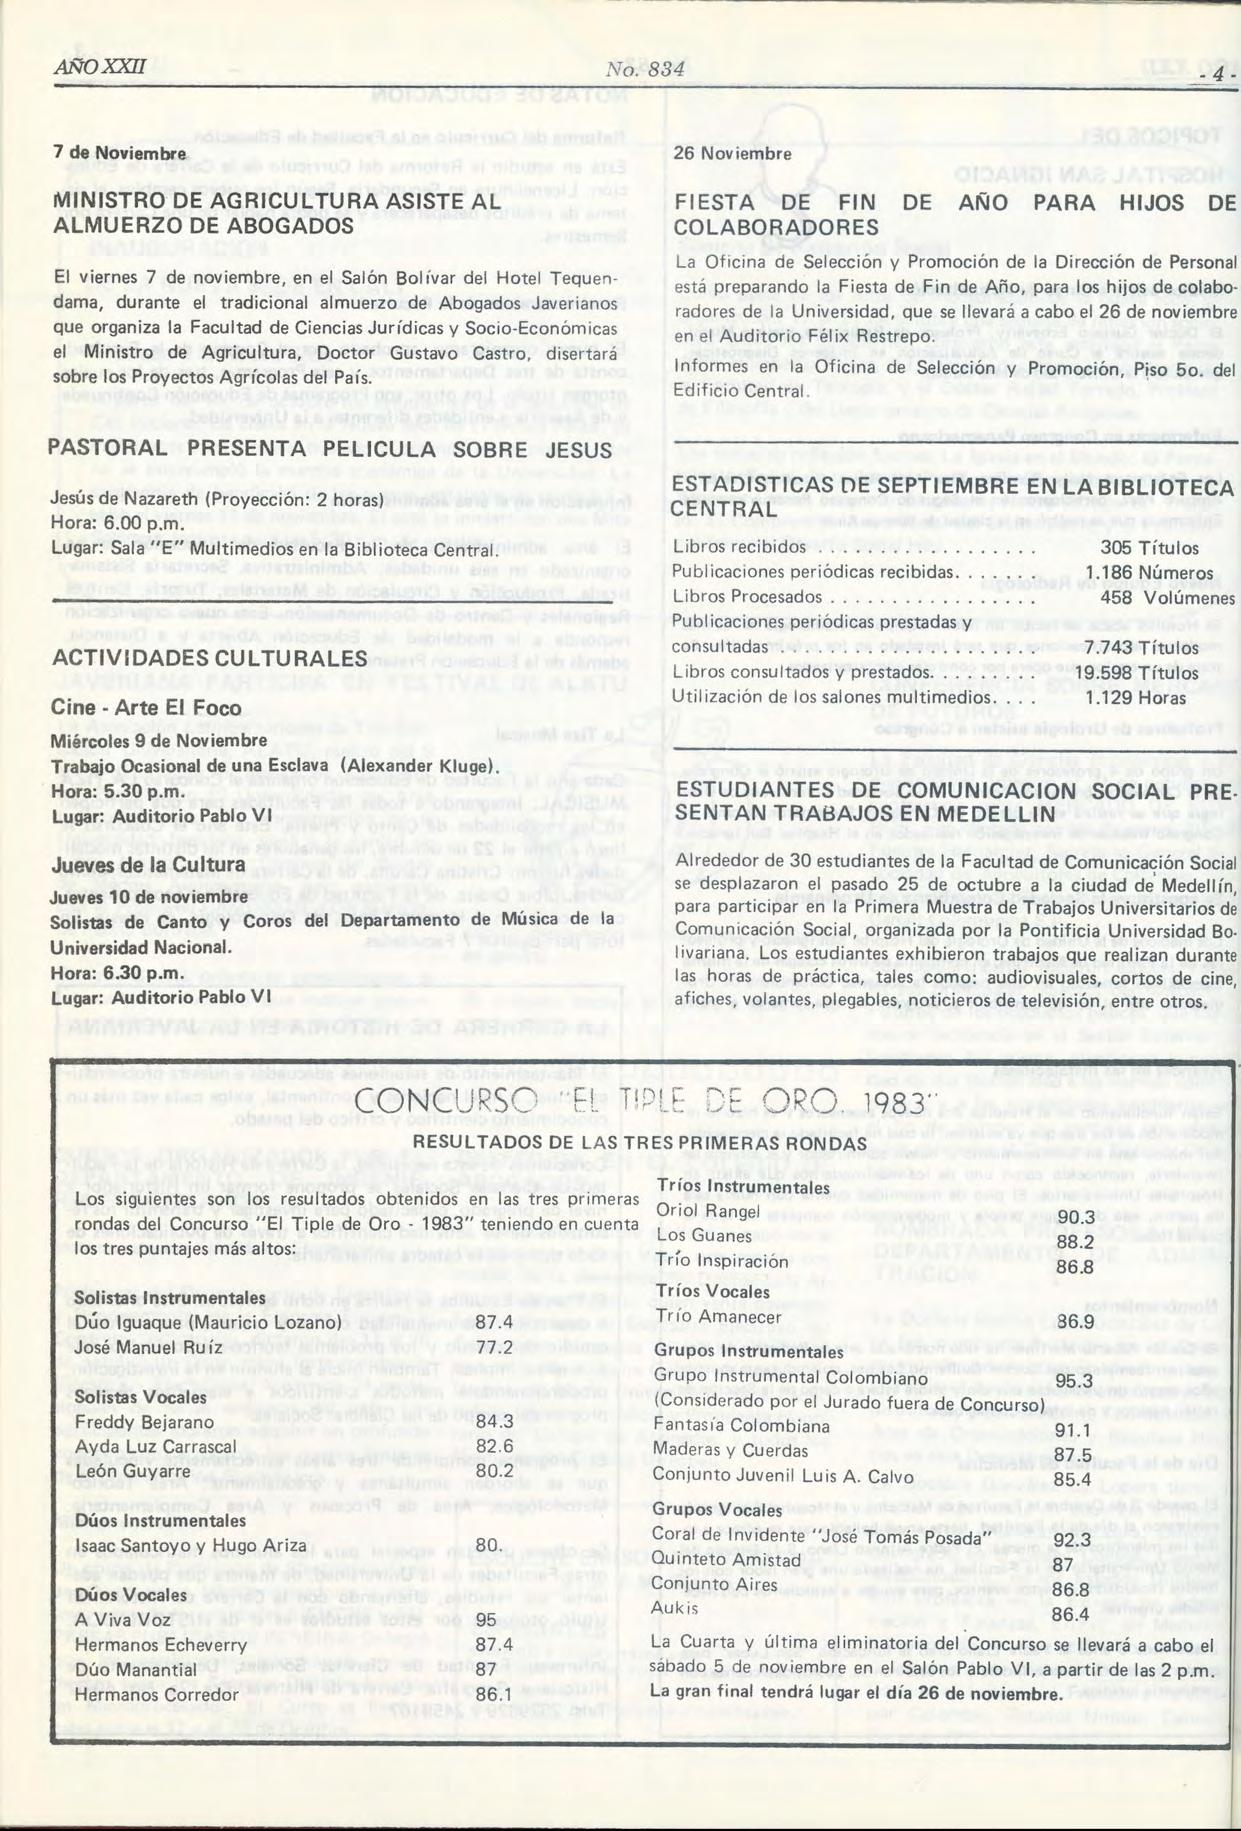 AÑO XXII
No. 834
- 4 -
7 de Noviembre
MINISTRO DE AGRICULTURA ASISTE AL
ALMUERZO DE ABOGADOS
El viernes 7 de noviembre, en el Salón Bolívar del Hotel Tequen-
dama, durante el tradicional almuerzo de Abogados Javerianos
que organiza la Facultad de Ciencias Jurídicas y Socio-Económicas
el Ministro de Agricultura, Doctor Gustavo Castro, disertará
sobre los Proyectos Agrícolas del País.
PASTORAL PRESENTA PELICULA SOBRE JESUS
Jesús de Nazareth (Proyección: 2 horas)
Hora: 6.00 p.m.
Lugar: Sala "E" Multimedios en la Biblioteca Central.
ACTIVIDADES CULTURALES
Cine - Arte El Foco
Miércoles 9 de Noviembre
Trabajo Ocasional de una Esclava (Alexander Kluge).
Hora: 5.30 p.m.
Lugar: Auditorio Pablo VI
Jueves de la Cultura
Jueves 10 de noviembre
Solistas de Canto y Coros del Departamento de Música de la
Universidad Nacional.
Hora: 6.30 p.m.
Lugar: Auditorio Pablo VI
26 Noviembre
FIESTA DE FIN DE AÑO PARA HIJOS DE
COLABORADORES
La Oficina de Selección y Promoción de la Dirección de Personal
está preparando la Fiesta de Fin de Año, para los hijos de colabo-
radores de la Universidad, que se llevará a cabo el 26 de noviembre
en el Auditorio Félix Restrepo.
Informes en la Oficina de Selección y Promoción, Piso 5o. del
Edificio Central.
ESTADISTICAS DE SEPTIEMBRE EN LA BIBLIOTECA
CENTRAL
Libros recibidos . . . . . . . . . . . . . . . . . . 305 Títulos
Publicaciones periódicas recibidas. . . . . . . 1.186 Números
Libros Procesados . . . . . . . . . . . . . . . . . 458 Volúmenes
Publicaciones periódicas prestadas y
consultadas . . . . . . . . . . . . . . . . . . . . . 7.743 Títulos
Libros consultados y prestados. . . . . . . . . 19.598 Títulos
Utilización de los salones multimedios. . . . 1.129 Horas
ESTUDIANTES DE COMUNICACION SOCIAL PRE-
SENTAN TRABAJOS EN MEDELLIN
Alrededor de 30 estudiantes de la Facultad de Comunicación Social
se desplazaron el pasado 25 de octubre a la ciudad de Medellín,
para participar en la Primera Muestra de Trabajos Universitarios de
Comunicación Social, organizada por la Pontificia Universidad Bo-
livariana. Los estudiantes exhibieron trabajos que realizan durante
las horas de práctica, tales como: audiovisuales, cortos de cine,
afiches, volantes, plegables, noticieros de televisión, entre otros.
CONCURSO "EL TIPLE DE ORO 1983"
RESULTADOS DE LAS TRES PRIMERAS RONDAS
Los siguientes son los resultados obtenidos en las tres primeras
rondas del Concurso "El Tiple de Oro - 1983" teniendo en cuenta
los tres puntajes más altos:
Solistas Instrumentales
Dúo Iguaque (Mauricio Lozano) 87.4
José Manuel Ruíz 77.2
Solistas Vocales
Freddy Bejarano 84.3
Ayda Luz Carrascal 82.6
León Guyarre 80.2
Dúos Instrumentales
Isaac Santoyo y Hugo Ariza 80.
Dúos Vocales
A Viva Voz 95
Hermanos Echeverry 87.4
Dúo Manantial 87
Hermanos Corredor 86.1
Tríos Instrumentales
Oriol Rangel 90.3
Los Guanes 88.2
Trío Inspiración 86.8
Tríos Vocales
Trío Amanecer 86.9
Grupos Instrumentales
Grupo Instrumental Colombiano 95.3
(Considerado por el Jurado fuera de Concurso)
Fantasia Colombiana 91.1
Maderas y Cuerdas 87.5
Conjunto Juvenil Luis A. Calvo 85.4
Grupos Vocales
Coral de Invidente "José Tomás Posada" 92.3
Quinteto Amistad 87
Conjunto Aires 86.8
Aukis 86.4
La Cuarta y última eliminatoria del Concurso se llevará a cabo el
sábado 5 de noviembre en el Salón Pablo VI, a partir de las 2 p.m.
La gran final tendrá lugar el día 26 de noviembre.